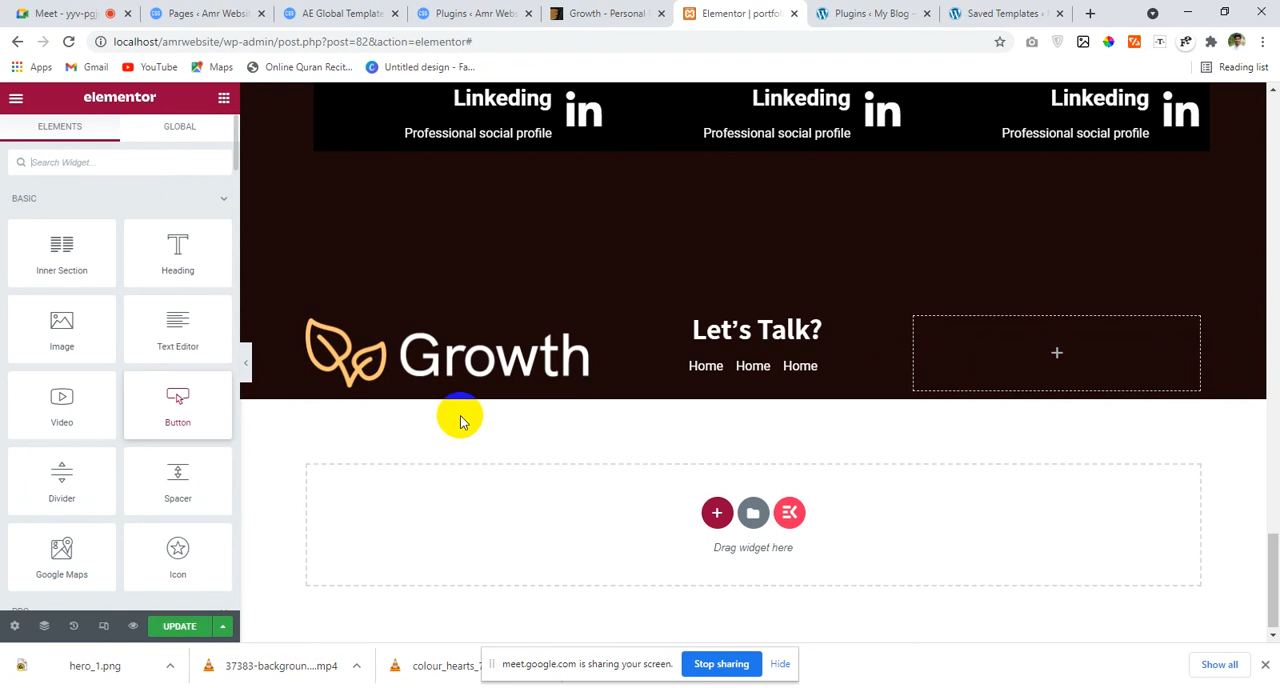 Meet - yyv-pgj
Pages ‹ Amr Websit
AE Global Template
Plugins ‹ Amr Webs
Growth - Personal
Elementor | portfo
Plugins ‹ My Blog –
Saved Templates ‹ M
localhost/amrwebsite/wp-admin/post.php?post=82&action=elementor#
Apps
Gmail
YouTube
Maps
Online Quran Recit...
Untitled design - Fa...
Reading list
elementor
ELEMENTS
GLOBAL
Search Widget...
BASIC
Inner Section
Heading
Image
Text Editor
Video
Button
Divider
Spacer
Google Maps
Icon
UPDATE
Linkeding
Linkeding
Linkeding
Professional social profile
Professional social profile
Professional social profile
Growth
Let's Talk?
Home Home Home
Drag widget here
hero_1.png
37383-backgroun....mp4
colour_hearts_
meet.google.com is sharing your screen.
Stop sharing
Hide
Show all